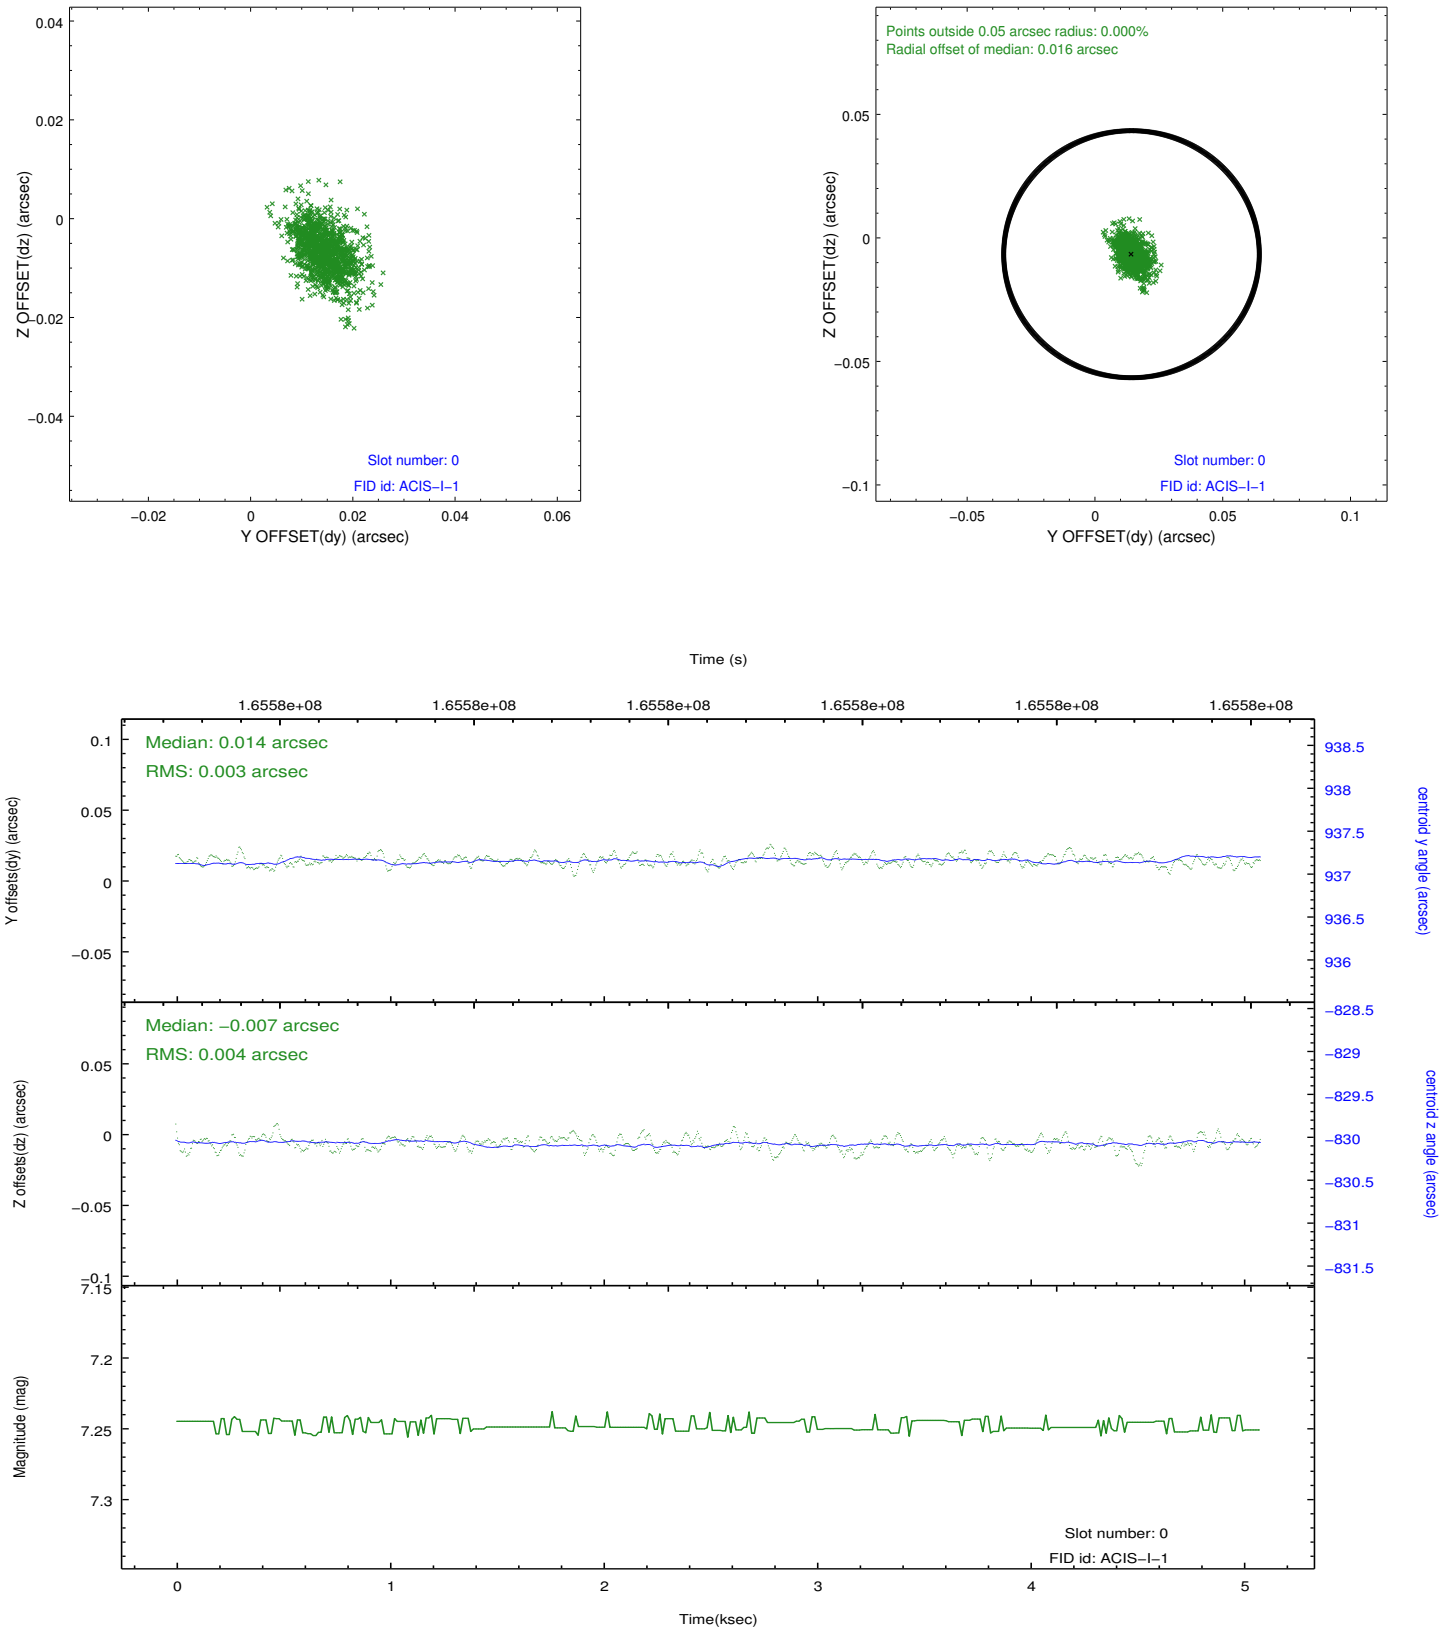 0.04
0.02
0
−0.02
−0.04
Z OFFSET(dz) (arcsec)
Slot number: 0
FID id: ACIS−I−1
−0.02
0
0.02
0.04
0.06
Y OFFSET(dy) (arcsec)
Points outside 0.05 arcsec radius: 0.000%
Radial offset of median: 0.016 arcsec
0.05
0
−0.05
−0.1
Z OFFSET(dz) (arcsec)
Slot number: 0
FID id: ACIS−I−1
−0.05
0
0.05
0.1
Y OFFSET(dy) (arcsec)
Time (s)
1.6558e+08
1.6558e+08
1.6558e+08
1.6558e+08
1.6558e+08
1.6558e+08
Median: 0.014 arcsec
RMS: 0.003 arcsec
0.1
0.05
0
−0.05
Y offsets(dy) (arcsec)
938.5
938
937.5
937
936.5
936
centroid y angle (arcsec)
Median: −0.007 arcsec
RMS: 0.004 arcsec
0.05
0
−0.05
−0.1
Z offsets(dz) (arcsec)
−828.5
−829
−829.5
−830
−830.5
−831
−831.5
centroid z angle (arcsec)
7.15
7.2
7.25
7.3
Magnitude (mag)
Slot number: 0
FID id: ACIS−I−1
0
1
2
3
4
5
Time(ksec)